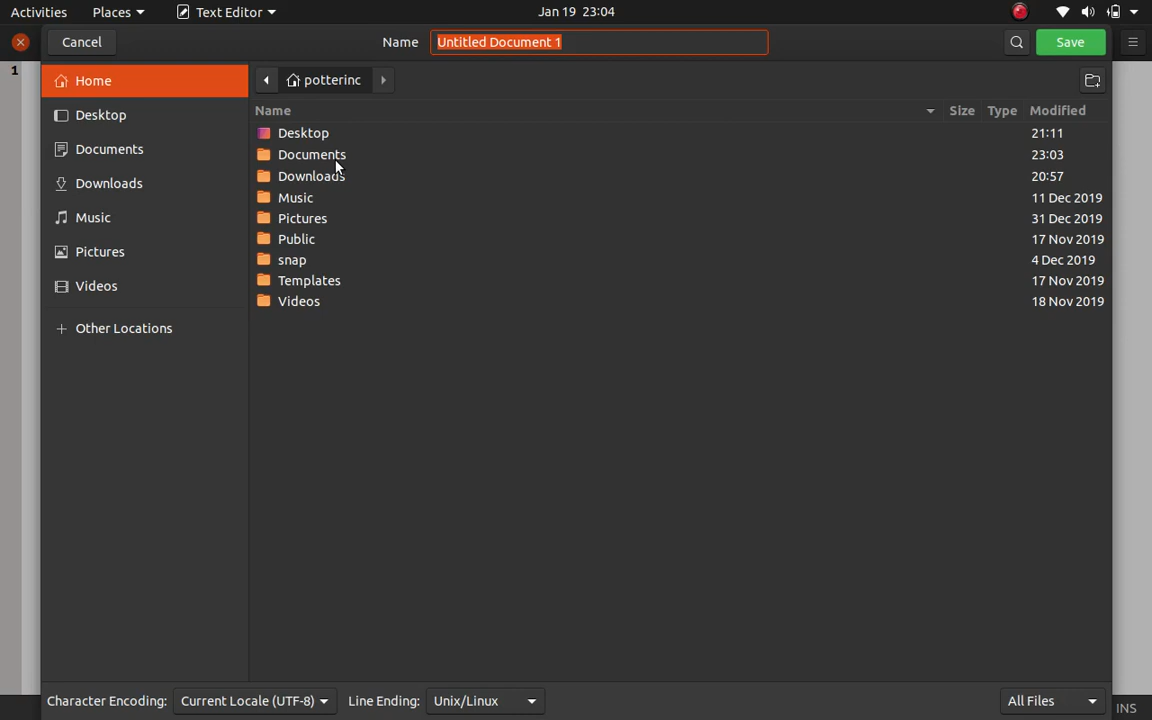 Activities Places Text Editor Jan 19 23:04
Cancel Name Untitled Document 1 Save
1
Home potterinc
Name Size Type Modified
Desktop
Documents
Downloads
Music
Pictures
Videos
Other Locations
Desktop 21:11
Documents 23:03
Downloads 20:57
Music 11 Dec 2019
Pictures 31 Dec 2019
Public 17 Nov 2019
snap 4 Dec 2019
Templates 17 Nov 2019
Videos 18 Nov 2019
Character Encoding: Current Locale (UTF-8) Line Ending: Unix/Linux All Files INS